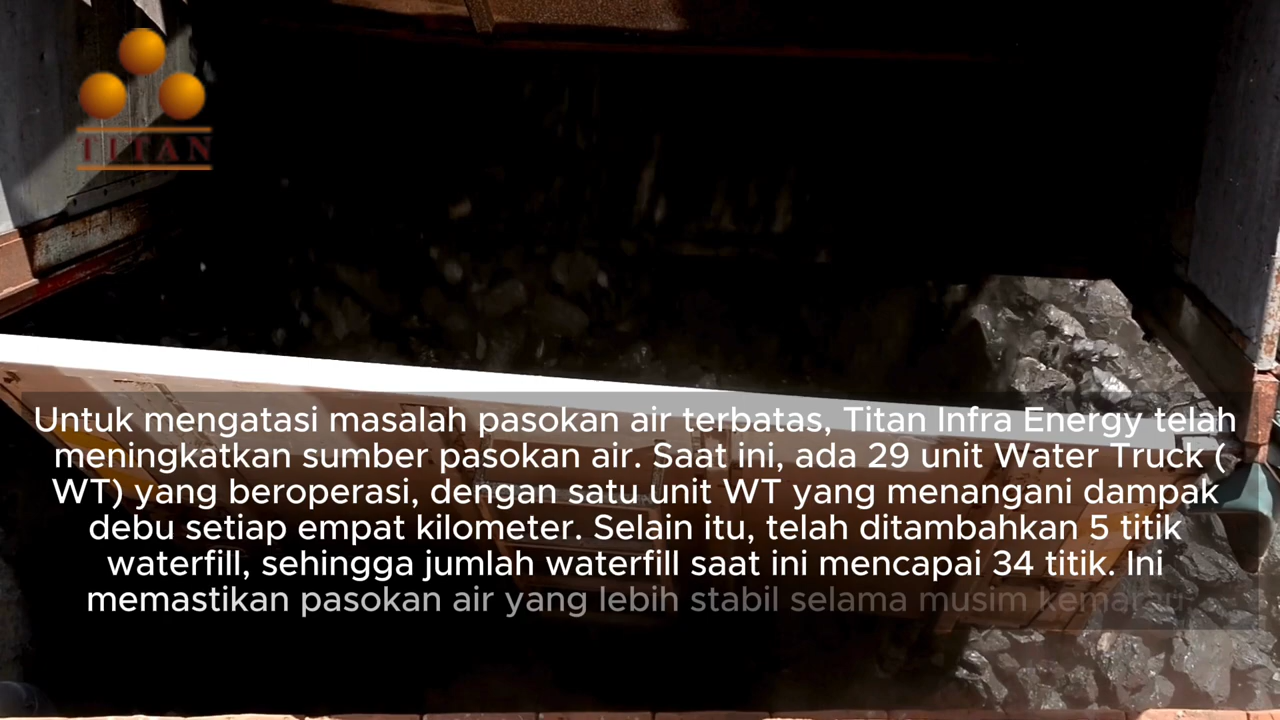 TITAN
Untuk mengatasi masalah pasokan air terbatas, Titan Infra Energy telah
meningkatkan sumber pasokan air. Saat ini, ada 29 unit Water Truck (
WT) yang beroperasi, dengan satu unit WT yang menangani dampak
debu setiap empat kilometer. Selain itu, telah ditambahkan 5 titik
waterfill, sehingga jumlah waterfill saat ini mencapai 34 titik. Ini
memastikan pasokan air yang lebih stabil selama musim kemarau.